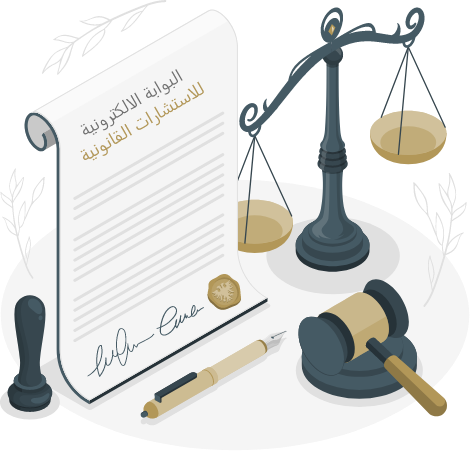 البوابة الالكترونية
للاستشارات القانونية